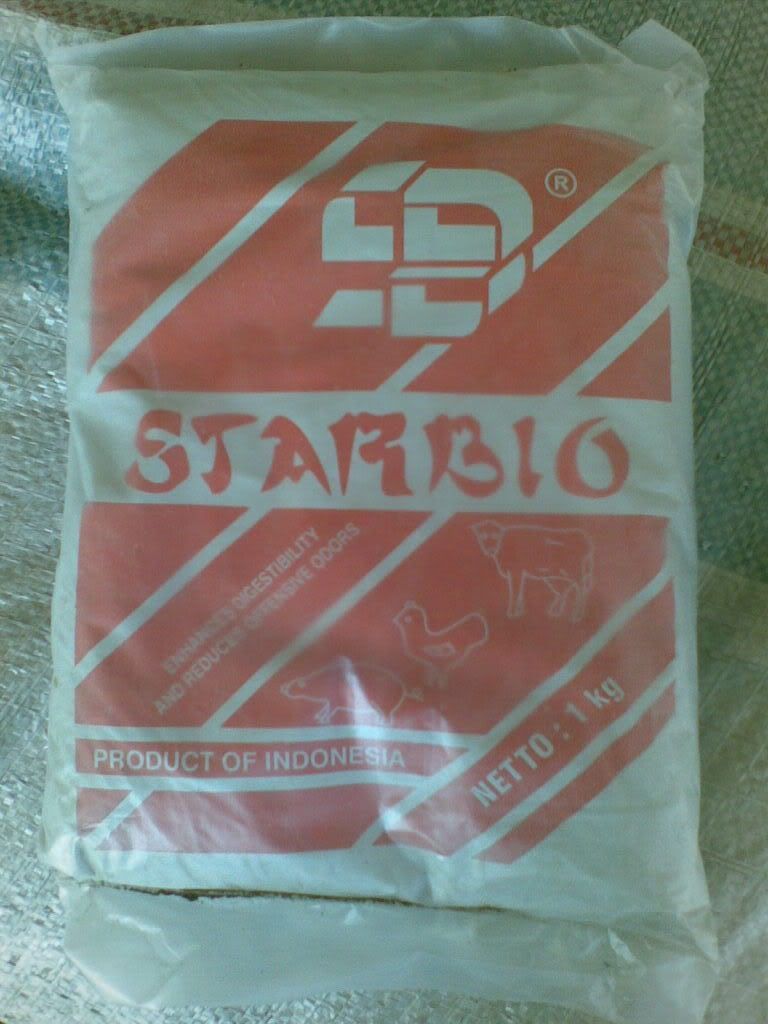 ®
STARBIO
ENHANCES DIGESTIBILITY
AND REDUCES OFFENSIVE ODORS
PRODUCT OF INDONESIA
NETTO : 1 kg